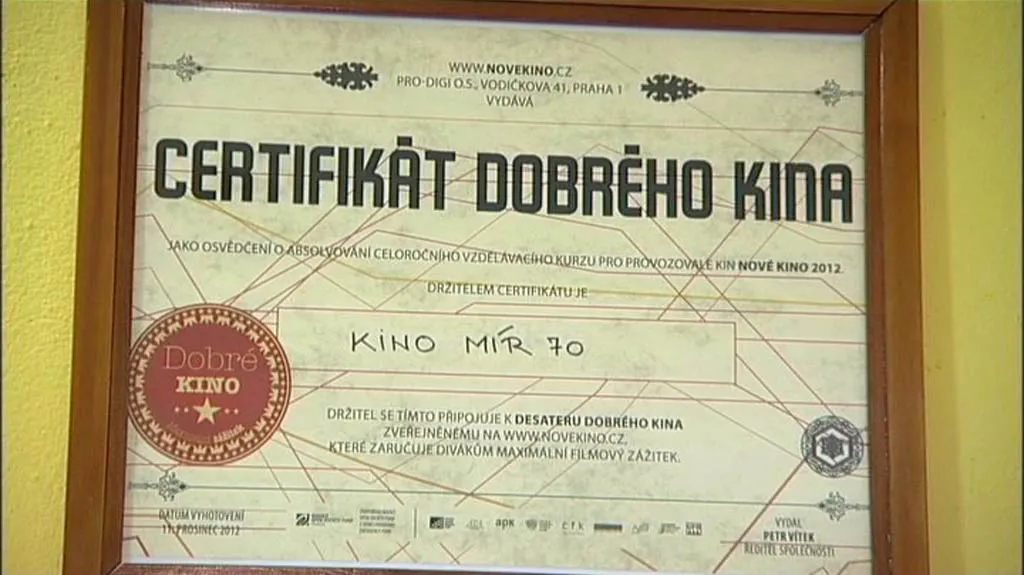 WWW.NOVEKINO.CZ
PRO-DIGI O.S., VODIČKOVA 41, PRAHA 1
VYDÁVÁ
CERTIFIKÁT DOBRÉHO KINA
JAKO OSVĚDČENÍ O ABSOLVOVÁNÍ CELOROČNÍHO VZDĚLÁVACÍHO KURZU PRO PROVOZOVATELE KIN NOVÉ KINO 2012.
DRŽITELEM CERTIFIKÁTU JE
KINO MÍR 70
Dobré
KINO
DRŽITEL SE TÍMTO PŘIPOJUJE K DESATERU DOBRÉHO KINA
ZVEŘEJNĚNÉMU NA WWW.NOVEKINO.CZ,
KTERÉ ZARUČUJE DIVÁKŮM MAXIMÁLNÍ FILMOVÝ ZÁŽITEK.
DATUM VYHOTOVENÍ
11. PROSINEC 2012
apk
VYDAL
PETR VÍTEK
ŘEDITEL SPOLEČNOSTI